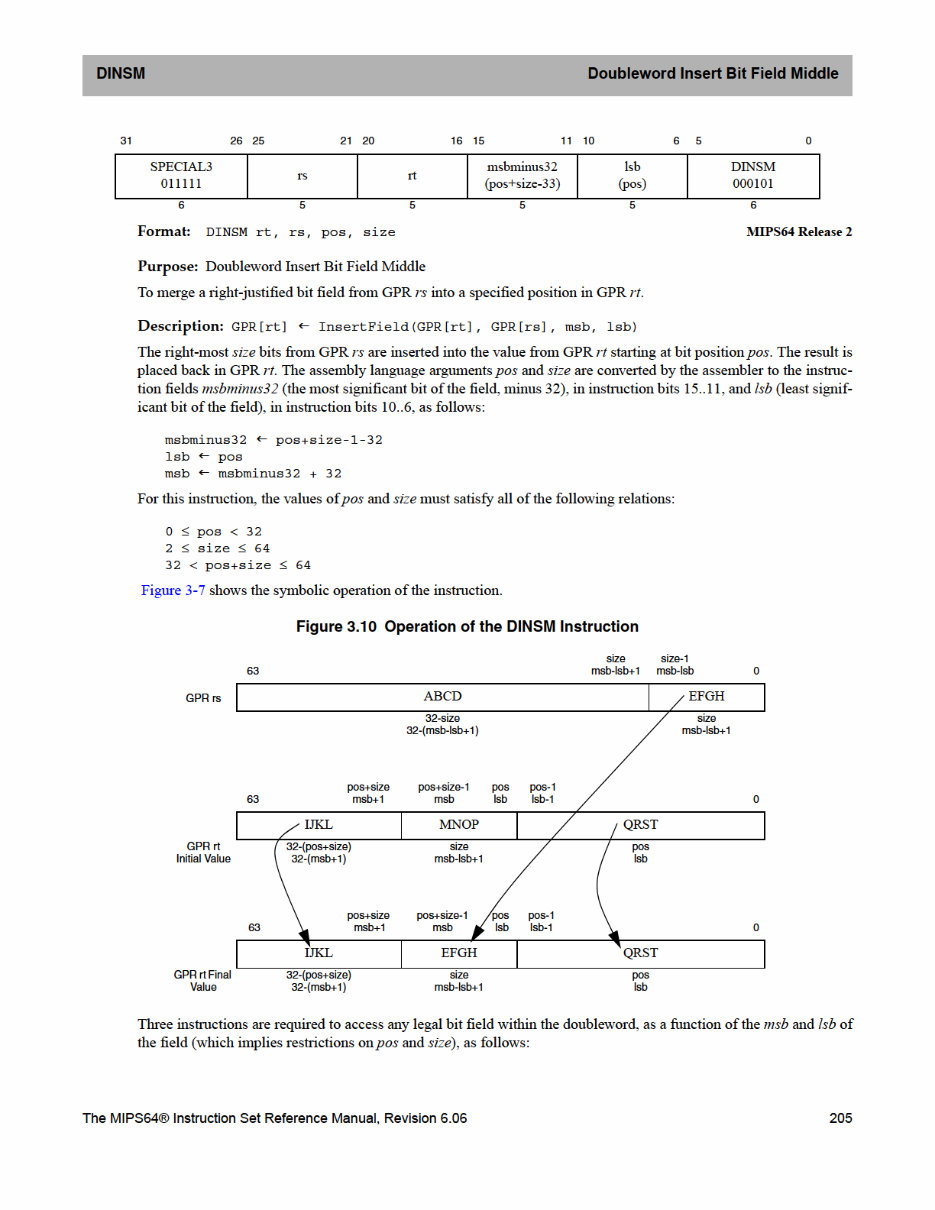 DINSM Doubleword Insert Bit Field Middle
31 26 25 21 20 16 15 11 10 6 5 0
SPECIAL3 rs rt msbminus32 lsb DINSM
011111 (pos+size-33) (pos) 000101
6 5 5 5 5 6
Format: DINSM rt, rs, pos, size MIPS64 Release 2
Purpose: Doubleword Insert Bit Field Middle
To merge a right-justified bit field from GPR rs into a specified position in GPR rt.
Description: GPR[rt] ← InsertField(GPR[rt], GPR[rs], msb, lsb)
The right-most size bits from GPR rs are inserted into the value from GPR rt starting at bit position pos. The result is
placed back in GPR rt. The assembly language arguments pos and size are converted by the assembler to the instruc-
tion fields msbminus32 (the most significant bit of the field, minus 32), in instruction bits 15..11, and lsb (least signif-
icant bit of the field), in instruction bits 10..6, as follows:
msbminus32 ← pos+size-1-32
lsb ← pos
msb ← msbminus32 + 32
For this instruction, the values of pos and size must satisfy all of the following relations:
0 ≤ pos < 32
2 ≤ size ≤ 64
32 < pos+size ≤ 64
Figure 3-7 shows the symbolic operation of the instruction.
Figure 3.10 Operation of the DINSM Instruction
size size-1
63 msb-lsb+1 msb-lsb 0
GPR rs ABCD EFGH
32-size size
32-(msb-lsb+1) msb-lsb+1
pos+size pos+size-1 pos pos-1
63 msb+1 msb lsb lsb-1 0
IJKL MNOP QRST
GPR rt 32-(pos+size) size pos
Initial Value 32-(msb+1) msb-lsb+1 lsb
pos+size pos+size-1 pos pos-1
63 msb+1 msb lsb lsb-1 0
IJKL EFGH QRST
GPR rt Final 32-(pos+size) size pos
Value 32-(msb+1) msb-lsb+1 lsb
Three instructions are required to access any legal bit field within the doubleword, as a function of the msb and lsb of
the field (which implies restrictions on pos and size), as follows:
The MIPS64® Instruction Set Reference Manual, Revision 6.06 205